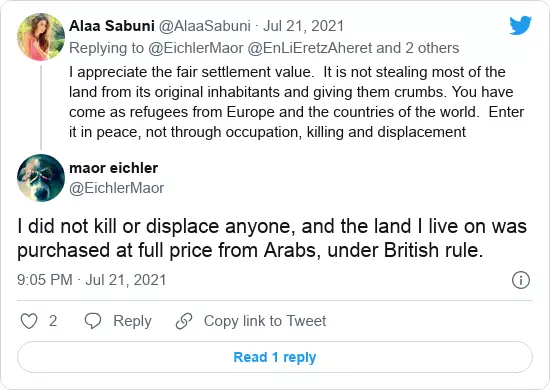 Alaa Sabuni @AlaaSabuni · Jul 21, 2021
Replying to @EichlerMaor @EnLiEretzAheret and 2 others
I appreciate the fair settlement value.  It is not stealing most of the
land from its original inhabitants and giving them crumbs. You have
come as refugees from Europe and the countries of the world.  Enter
it in peace, not through occupation, killing and displacement
maor eichler
@EichlerMaor
I did not kill or displace anyone, and the land I live on was
purchased at full price from Arabs, under British rule.
9:05 PM · Jul 21, 2021
2 Reply Copy link to Tweet
Read 1 reply